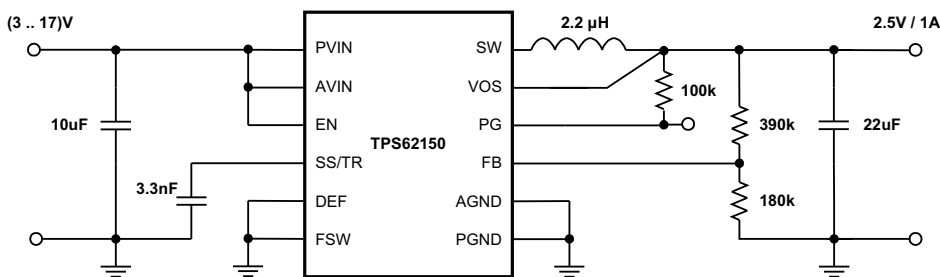 (3 .. 17)V
2.2 µH
2.5V / 1A
PVIN
SW
AVIN
VOS
100k
10uF
EN
PG
TPS62150
390k
22uF
SS/TR
FB
3.3nF
DEF
AGND
180k
FSW
PGND